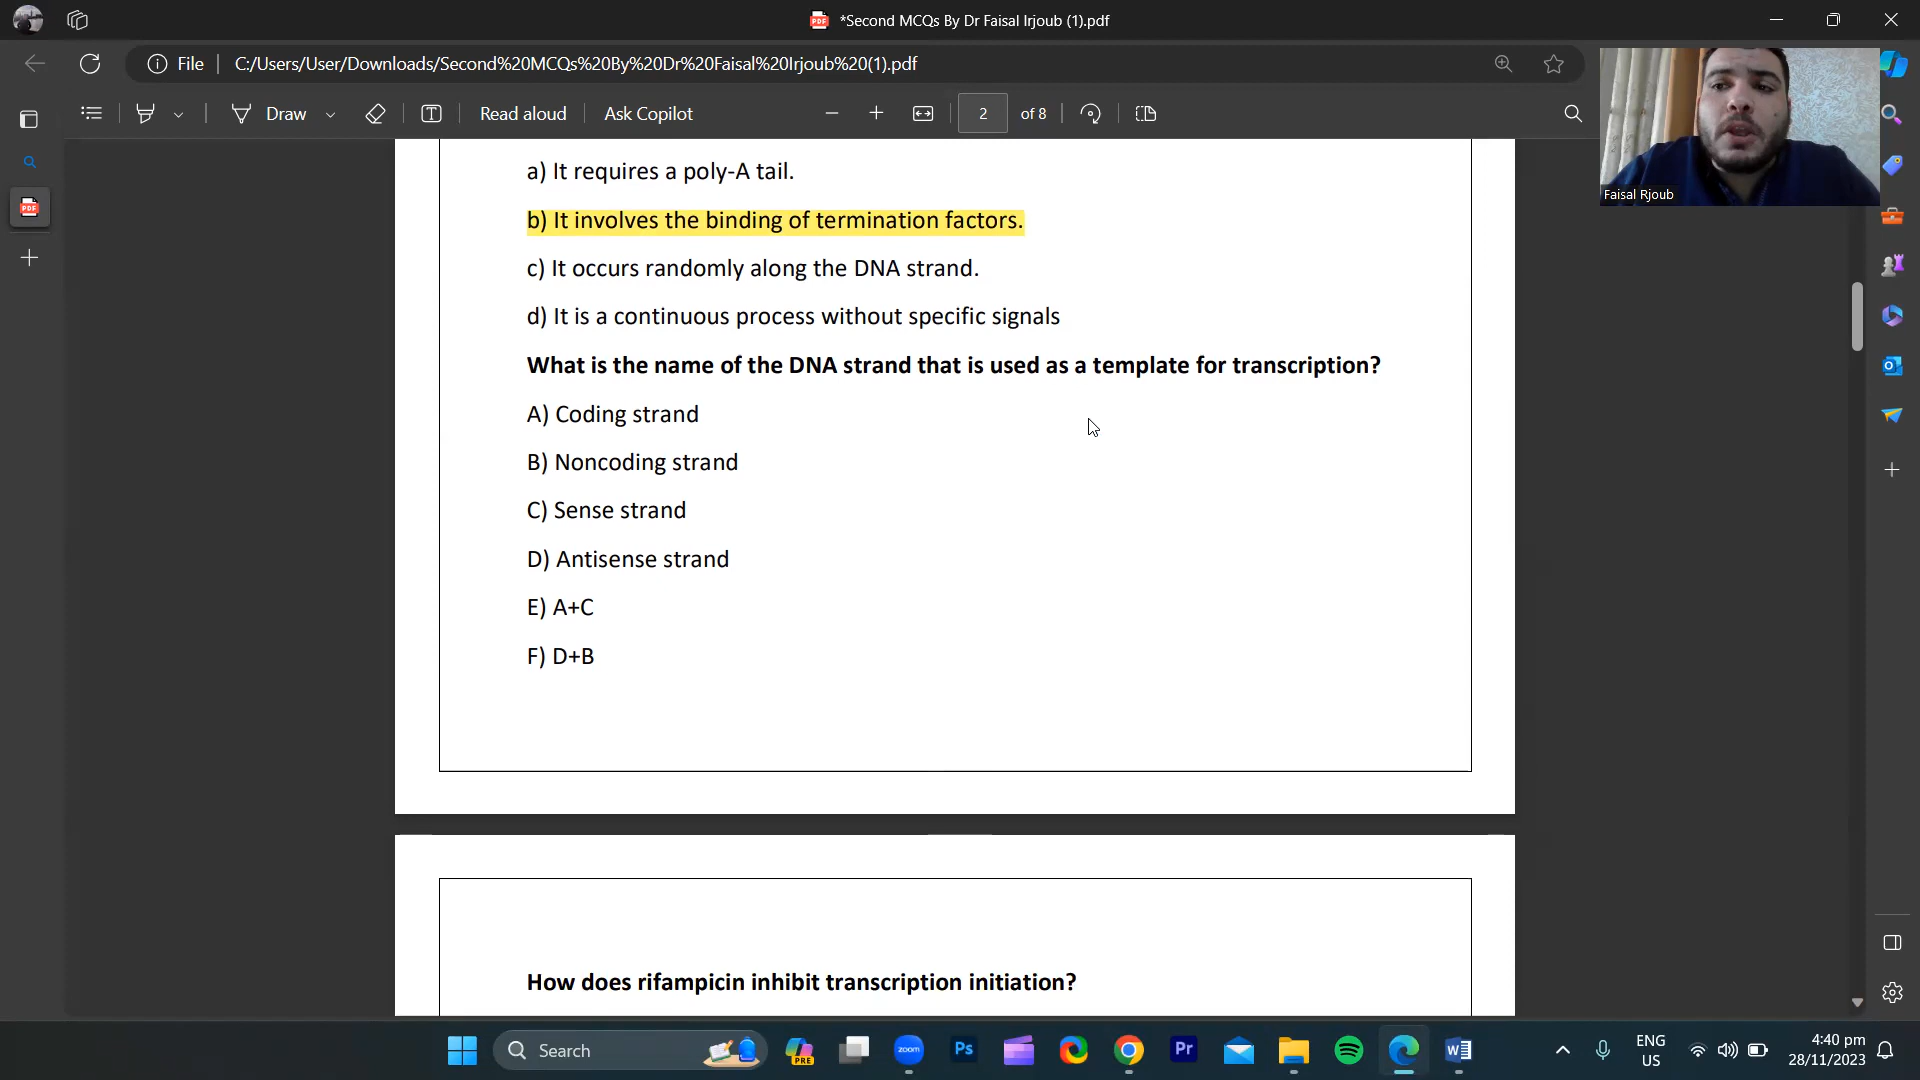 *Second MCQs By Dr Faisal Irjoub (1).pdf
File
C:/Users/User/Downloads/Second%20MCQs%20By%20Dr%20Faisal%20Irjoub%20(1).pdf
Draw
Read aloud
Ask Copilot
2
of 8
Faisal Rjoub
a) It requires a poly-A tail.
b) It involves the binding of termination factors.
c) It occurs randomly along the DNA strand.
d) It is a continuous process without specific signals
What is the name of the DNA strand that is used as a template for transcription?
A) Coding strand
B) Noncoding strand
C) Sense strand
D) Antisense strand
E) A+C
F) D+B
How does rifampicin inhibit transcription initiation?
Search
PRE
zoom
Ps
Pr
ENG
US
4:40 pm
28/11/2023